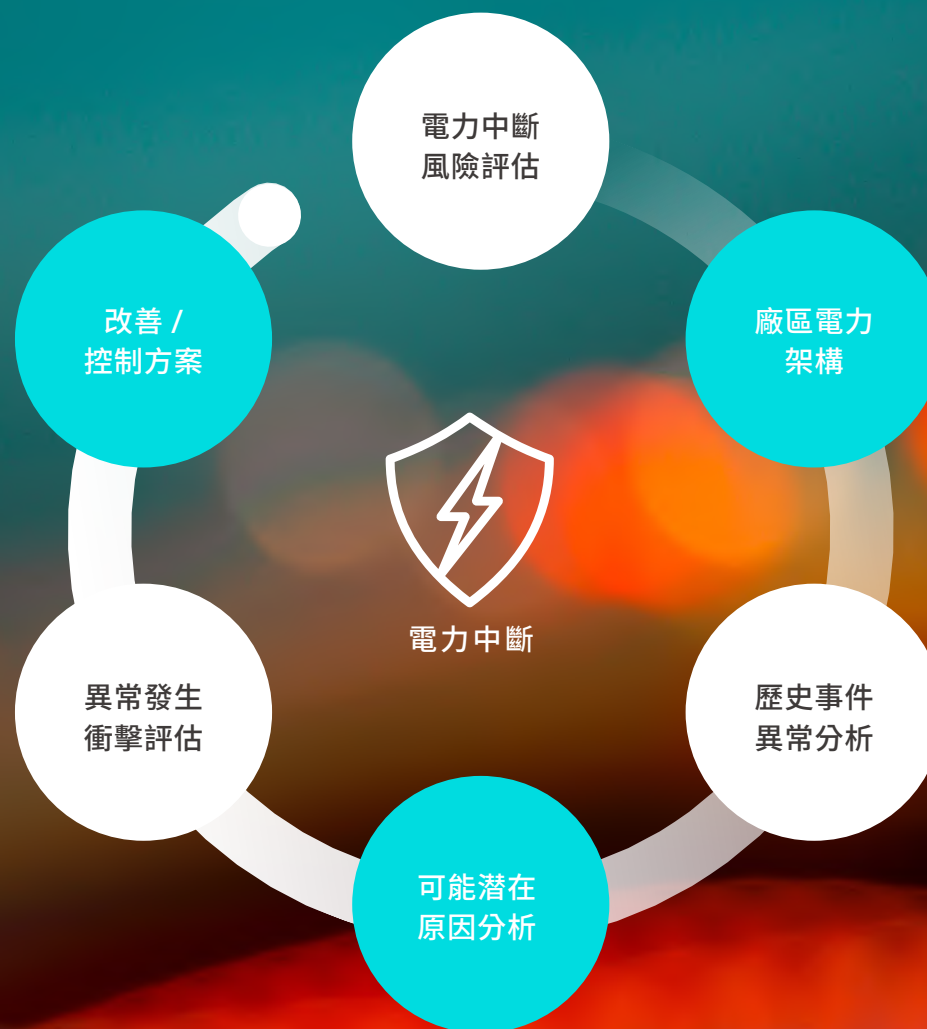 電力中斷
風險評估
廠區電力
架構
歷史事件
異常分析
可能潛在
原因分析
異常發生
衝擊評估
改善 /
控制方案
電力中斷